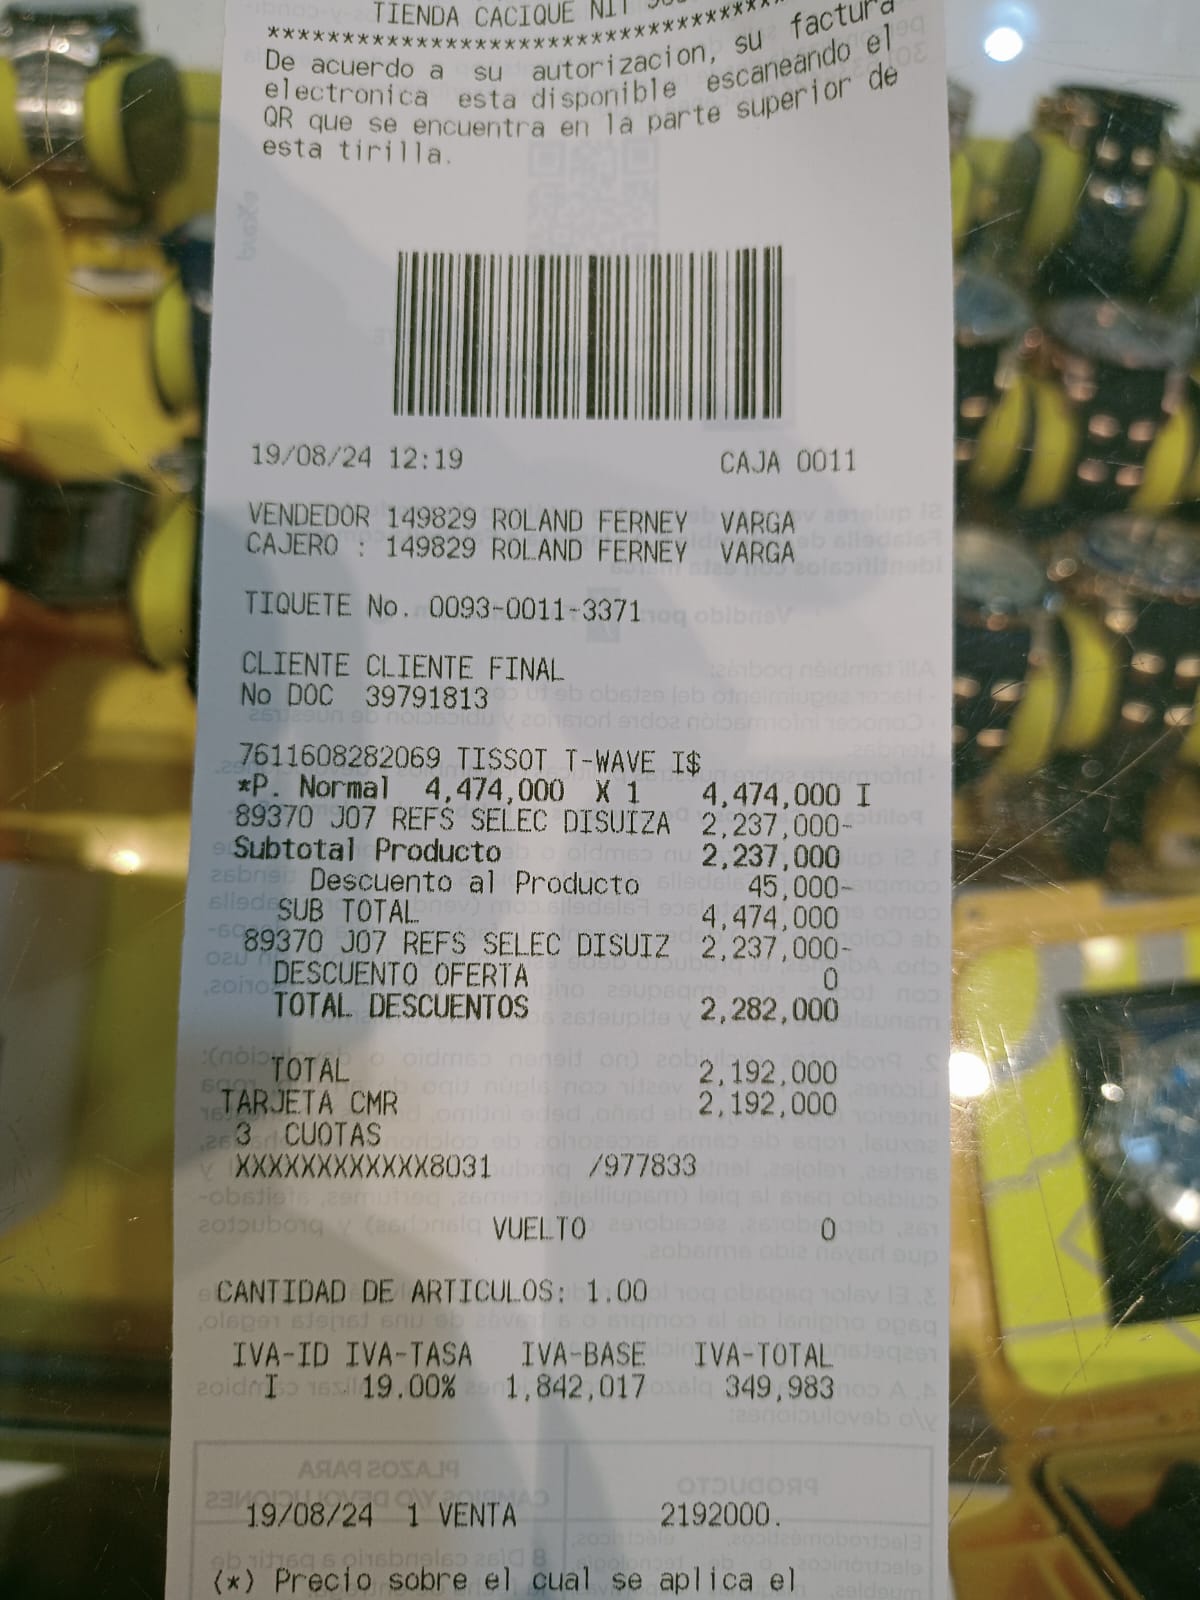 TIENDA CACIQUE NIT
****************************************
De acuerdo a su autorizacion, su factura
electronica esta disponible escaneando el
QR que se encuentra en la parte superior de
esta tirilla.
19/08/24 12:19 CAJA 0011
VENDEDOR 149829 ROLAND FERNEY VARGA
CAJERO : 149829 ROLAND FERNEY VARGA
TIQUETE No. 0093-0011-3371
CLIENTE CLIENTE FINAL
No DOC 39791813
7611608282069 TISSOT T-WAVE I$
*P. Normal 4,474,000 X 1 4,474,000 I
89370 J07 REFS SELEC DISUIZA 2,237,000-
Subtotal Producto 2,237,000
Descuento al Producto 45,000-
SUB TOTAL 4,474,000
89370 J07 REFS SELEC DISUIZ 2,237,000-
DESCUENTO OFERTA 0
TOTAL DESCUENTOS 2,282,000
TOTAL 2,192,000
TARJETA CMR 2,192,000
3 CUOTAS
XXXXXXXXXXXX8031 /977833
VUELTO 0
CANTIDAD DE ARTICULOS: 1.00
IVA-ID IVA-TASA IVA-BASE IVA-TOTAL
I 19.00% 1,842,017 349,983
19/08/24 1 VENTA 2192000.
(*) Precio sobre el cual se aplica el